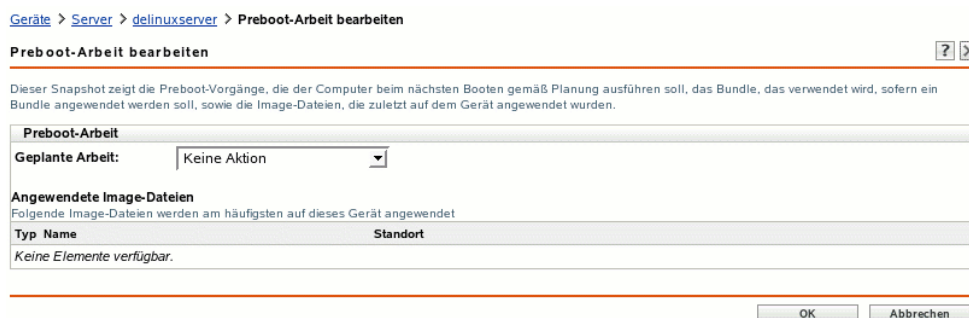 Geräte > Server > delinuxserver > Preboot-Arbeit bearbeiten
Preboot-Arbeit bearbeiten ?
Dieser Snapshot zeigt die Preboot-Vorgänge, die der Computer beim nächsten Booten gemäß Planung ausführen soll, das Bundle, das verwendet wird, sofern ein
Bundle angewendet werden soll, sowie die Image-Dateien, die zuletzt auf dem Gerät angewendet wurden.
Preboot-Arbeit
Geplante Arbeit: Keine Aktion
Angewendete Image-Dateien
Folgende Image-Dateien werden am häufigsten auf dieses Gerät angewendet
Typ Name Standort
Keine Elemente verfügbar.
OK Abbrechen